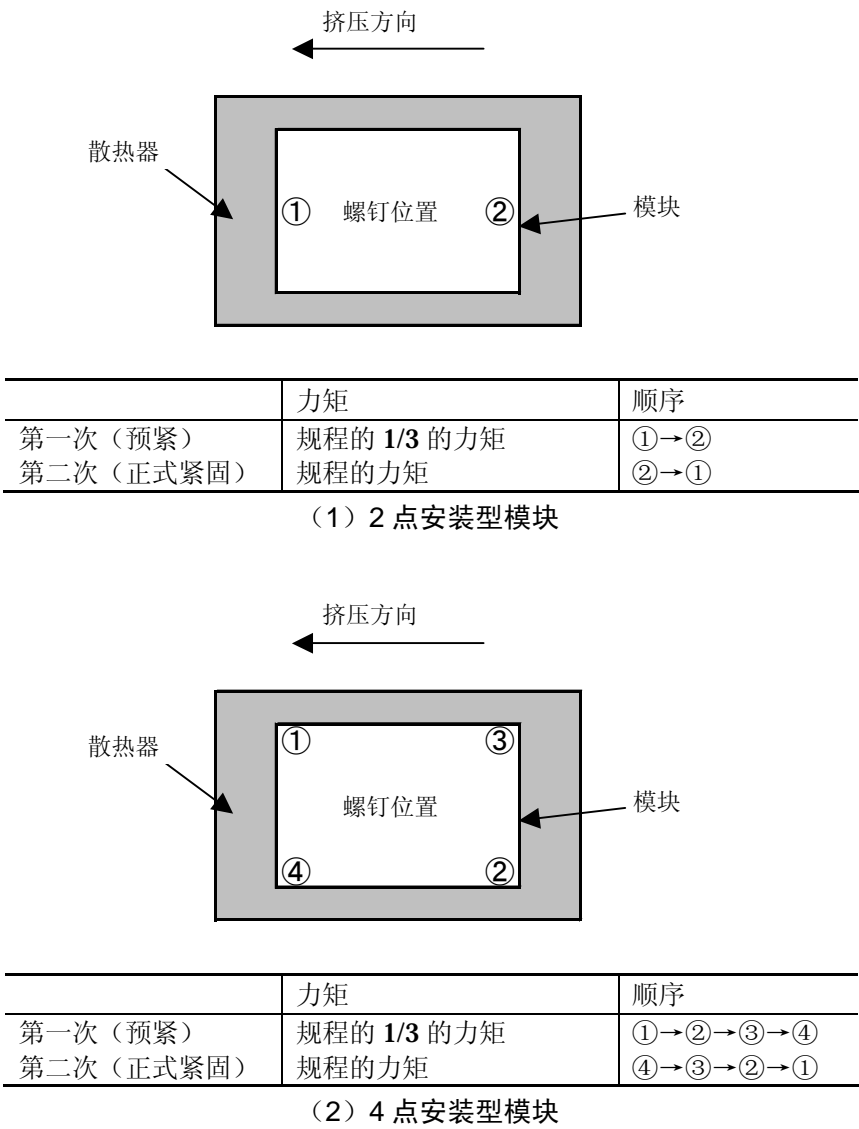 挤压方向
散热器
① 螺钉位置 ②
模块
力矩 顺序
第一次（预紧） 规程的 1/3 的力矩 ①→②
第二次（正式紧固） 规程的力矩 ②→①
（1）2 点安装型模块
挤压方向
① ③
散热器
螺钉位置
模块
④ ②
力矩 顺序
第一次（预紧） 规程的 1/3 的力矩 ①→②→③→④
第二次（正式紧固） 规程的力矩 ④→③→②→①
（2）4 点安装型模块